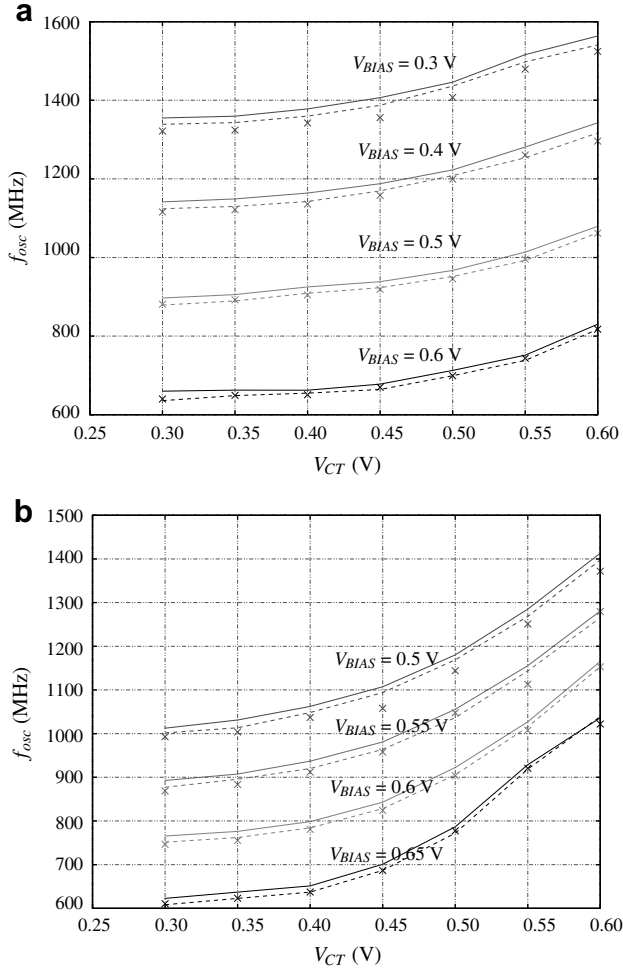 a
1600
1400
1200
1000
800
600
f_osc (MHz)
V_BIAS = 0.3 V
V_BIAS = 0.4 V
V_BIAS = 0.5 V
V_BIAS = 0.6 V
0.25 0.30 0.35 0.40 0.45 0.50 0.55 0.60
V_CT (V)
b
1500
1400
1300
1200
1100
1000
900
800
700
600
f_osc (MHz)
V_BIAS = 0.5 V
V_BIAS = 0.55 V
V_BIAS = 0.6 V
V_BIAS = 0.65 V
0.25 0.30 0.35 0.40 0.45 0.50 0.55 0.60
V_CT (V)